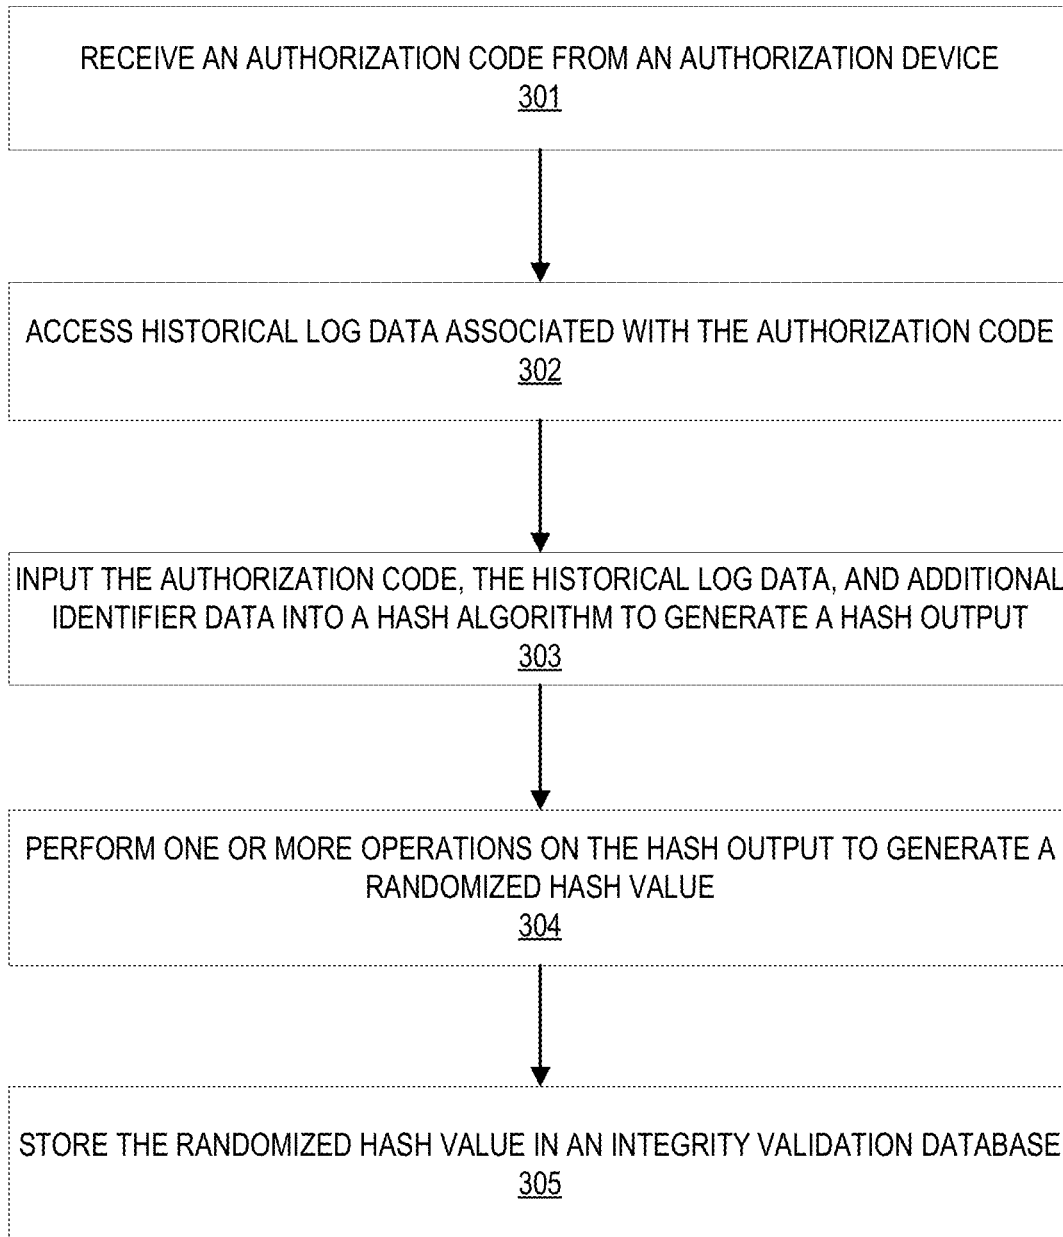 RECEIVE AN AUTHORIZATION CODE FROM AN AUTHORIZATION DEVICE
301
ACCESS HISTORICAL LOG DATA ASSOCIATED WITH THE AUTHORIZATION CODE
302
INPUT THE AUTHORIZATION CODE, THE HISTORICAL LOG DATA, AND ADDITIONAL
IDENTIFIER DATA INTO A HASH ALGORITHM TO GENERATE A HASH OUTPUT
303
PERFORM ONE OR MORE OPERATIONS ON THE HASH OUTPUT TO GENERATE A
RANDOMIZED HASH VALUE
304
STORE THE RANDOMIZED HASH VALUE IN AN INTEGRITY VALIDATION DATABASE
305